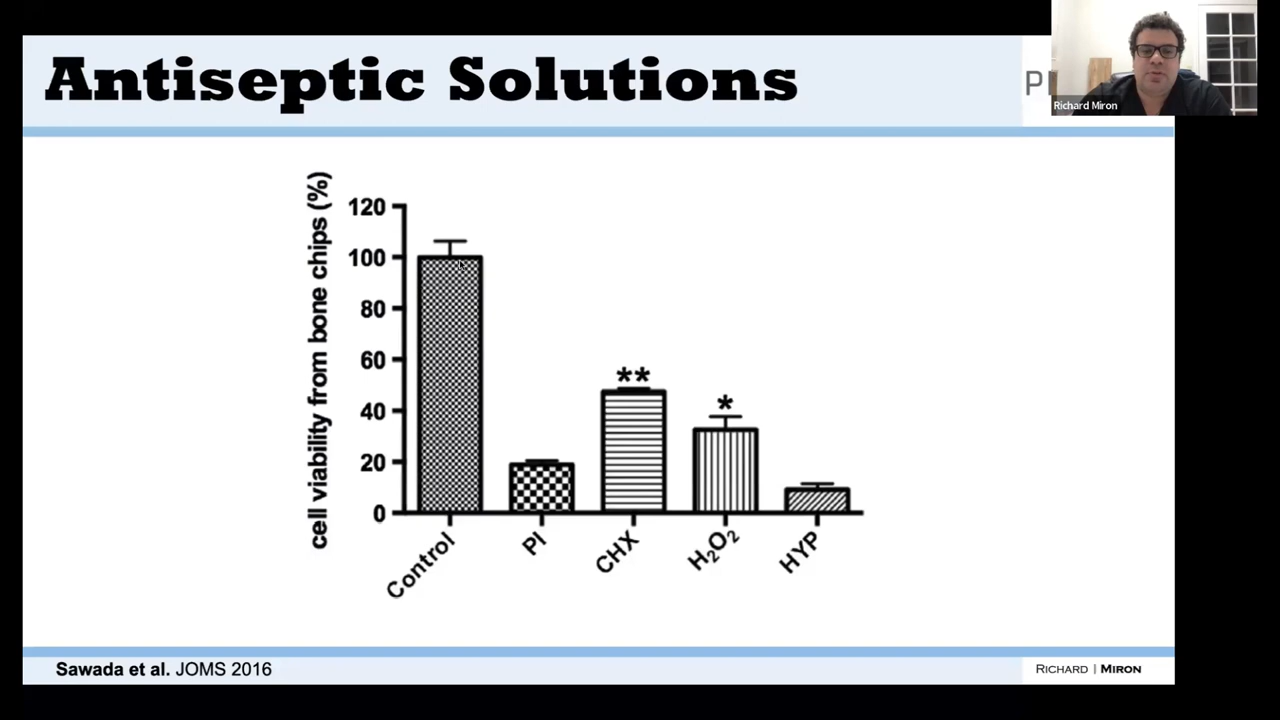 Antiseptic Solutions
Richard Miron
cell viability from bone chips (%)
120
100
80
60
40
20
0
Control
PI
CHX
H₂O₂
HYP
**
*
Sawada et al. JOMS 2016
RICHARD | MIRON